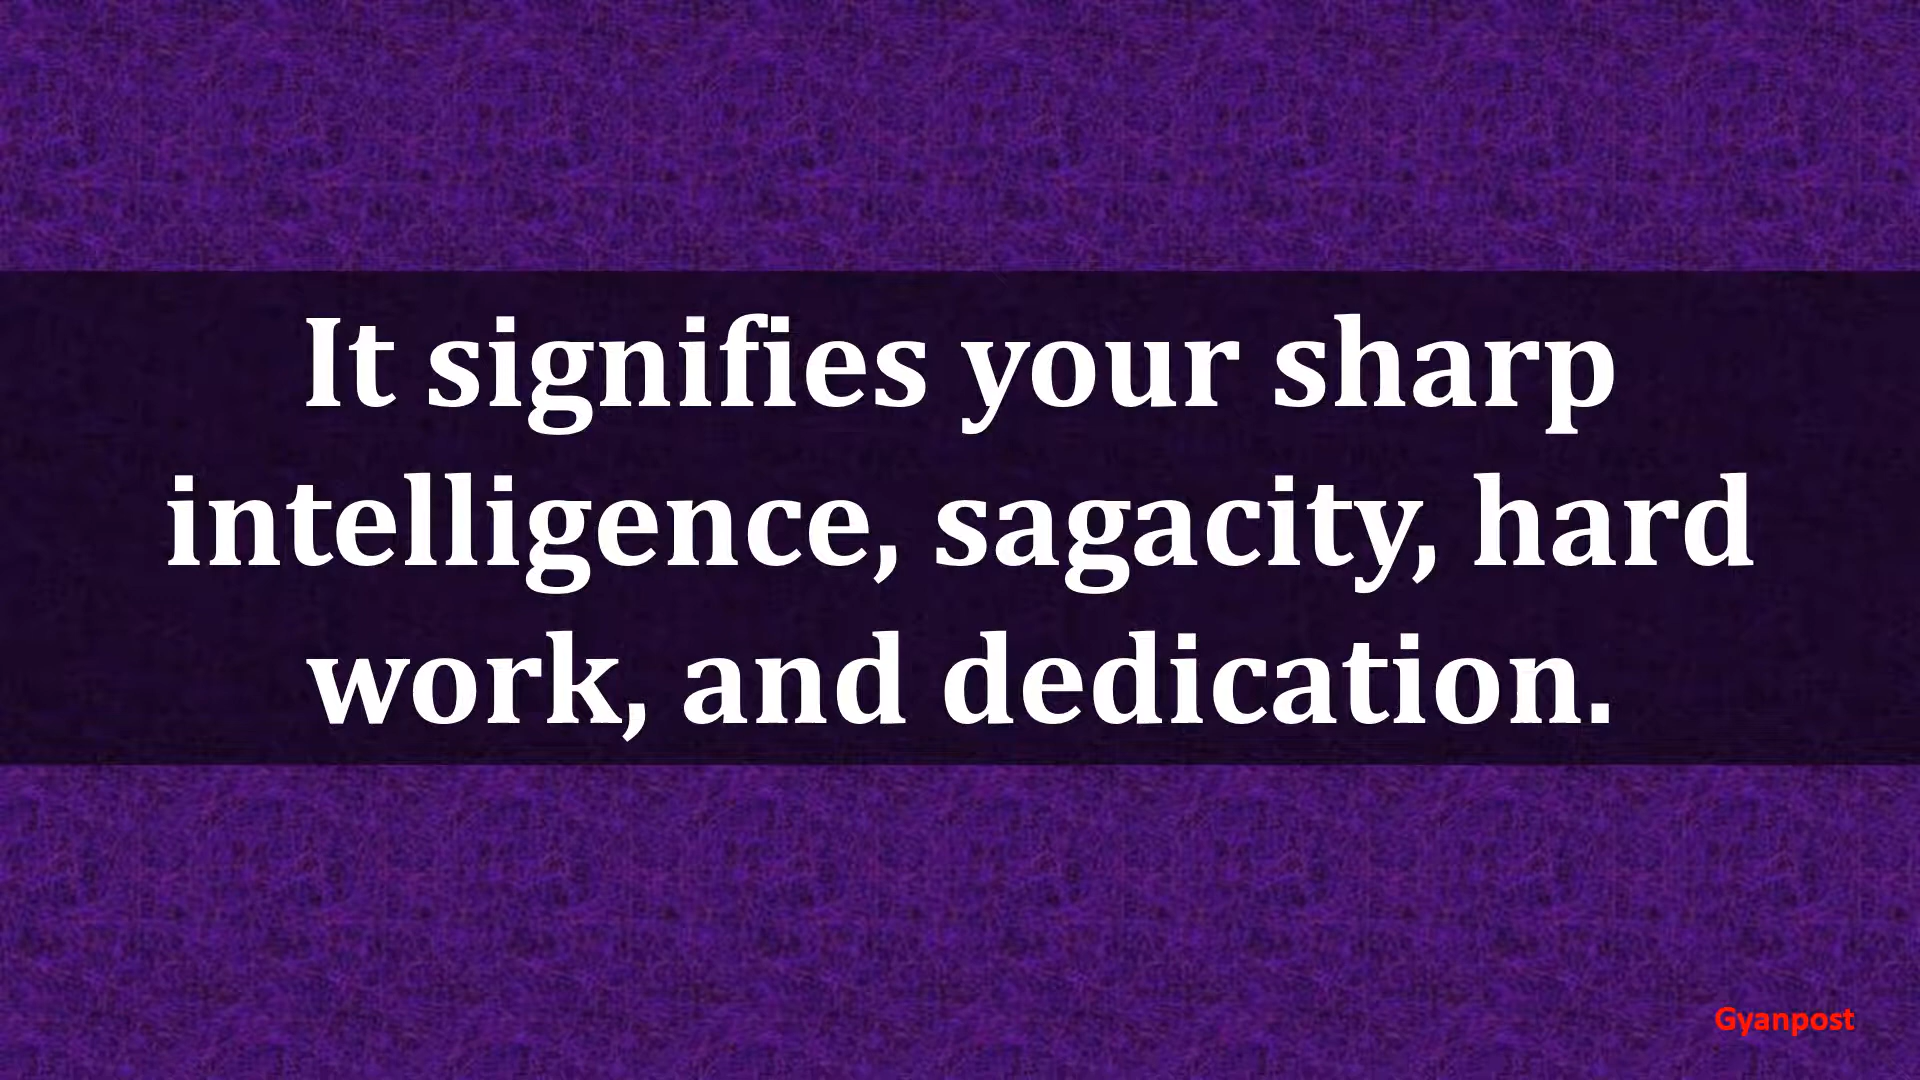 It signifies your sharp
intelligence, sagacity, hard
work, and dedication.
Gyanpost